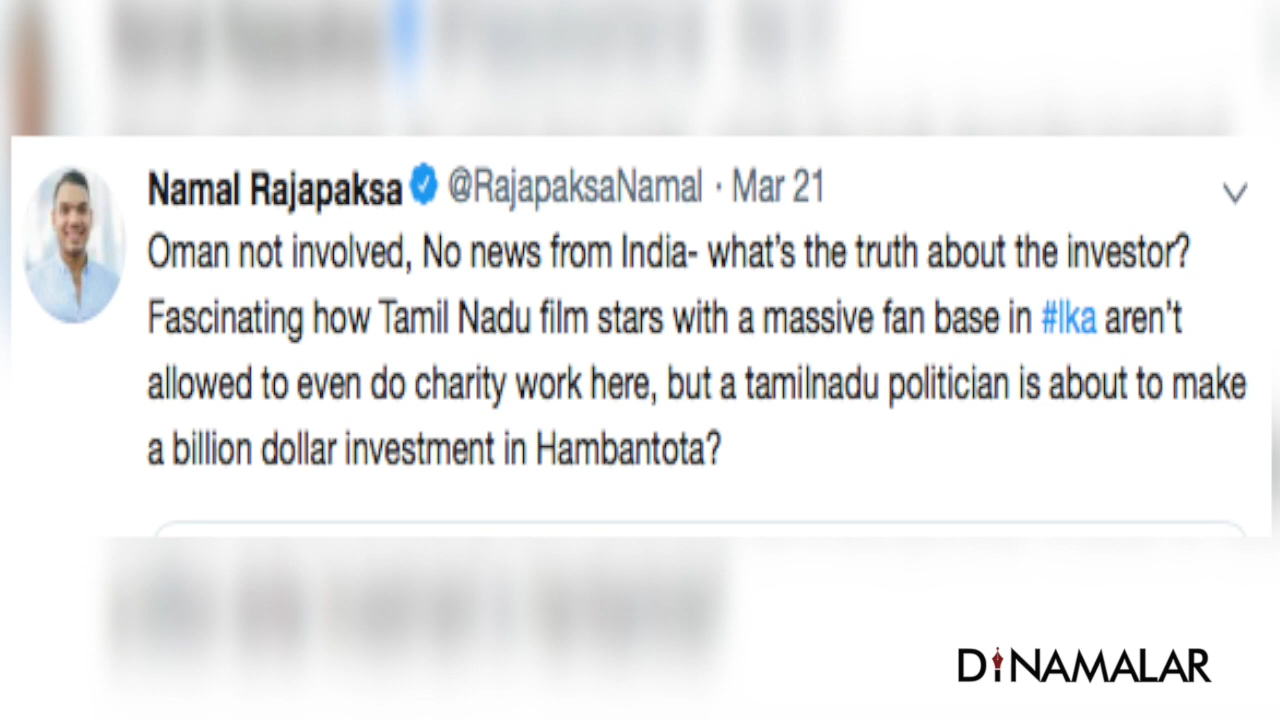 Namal Rajapaksa @RajapaksaNamal · Mar 21
Oman not involved, No news from India- what's the truth about the investor?
Fascinating how Tamil Nadu film stars with a massive fan base in #lka aren't
allowed to even do charity work here, but a tamilnadu politician is about to make
a billion dollar investment in Hambantota?
DINAMALAR